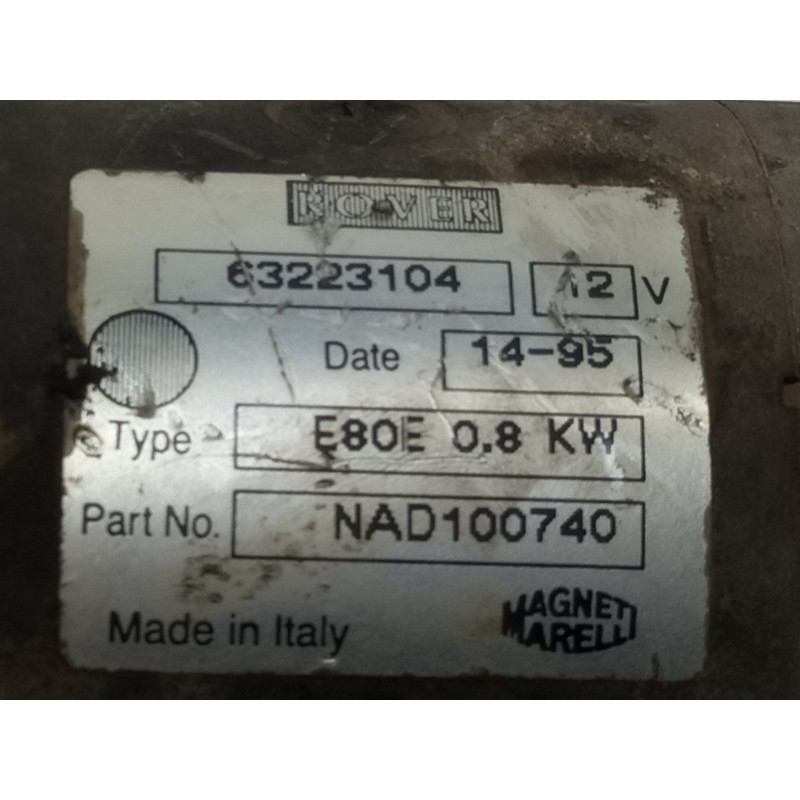 ROVER
63223104 12 V
Date 14-95
Type E80E 0.8 KW
Part No. NAD100740
Made in Italy
MAGNETI
MARELLI